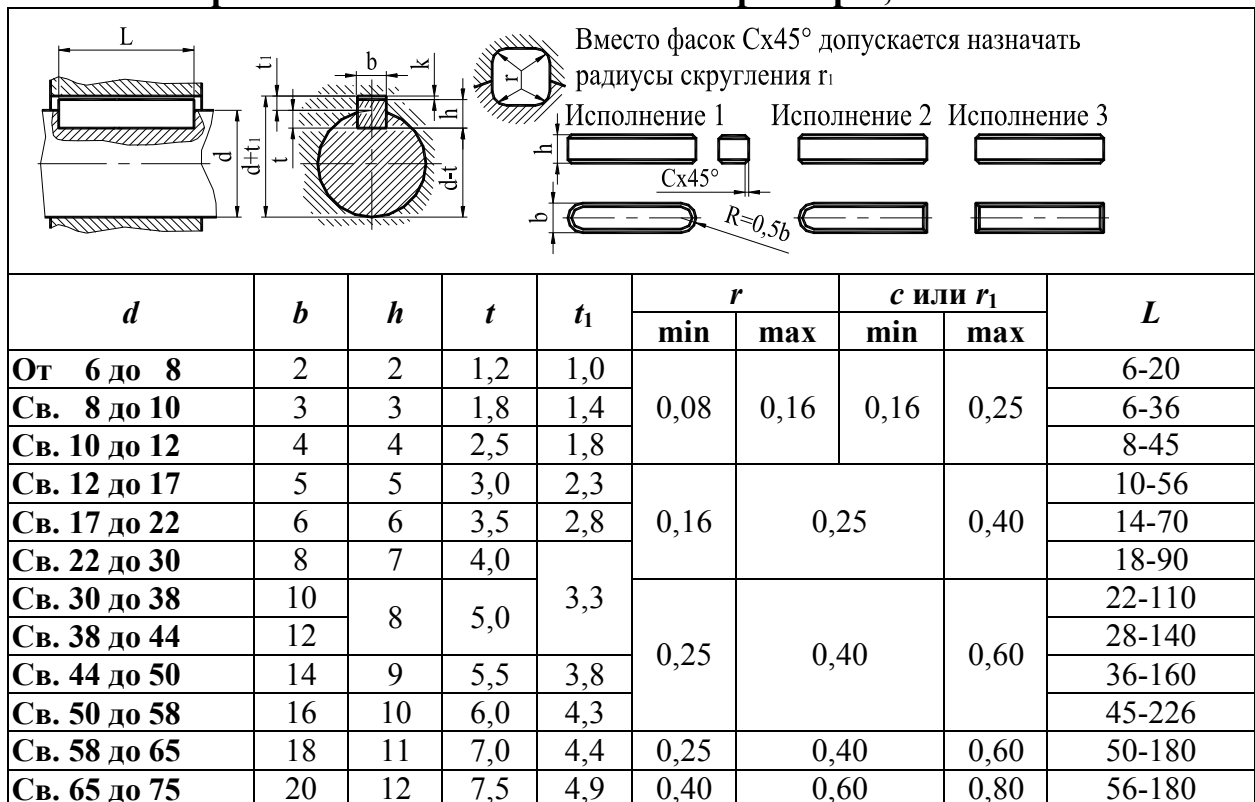 L
t1
b
k
h
d
d+t1
t
d-t
r
Вместо фасок Cx45° допускается назначать
радиусы скругления r1
Исполнение 1 Исполнение 2 Исполнение 3
h
Cx45°
b
R=0,5b
d b h t t1 r c или r1 L
min max min max
От 6 до 8 2 2 1,2 1,0 0,08 0,16 0,16 0,25 6-20
Св. 8 до 10 3 3 1,8 1,4 6-36
Св. 10 до 12 4 4 2,5 1,8 8-45
Св. 12 до 17 5 5 3,0 2,3 0,16 0,25 0,40 10-56
Св. 17 до 22 6 6 3,5 2,8 14-70
Св. 22 до 30 8 7 4,0 3,3 18-90
Св. 30 до 38 10 8 5,0 0,25 0,40 0,60 22-110
Св. 38 до 44 12 28-140
Св. 44 до 50 14 9 5,5 3,8 36-160
Св. 50 до 58 16 10 6,0 4,3 45-226
Св. 58 до 65 18 11 7,0 4,4 0,25 0,40 0,60 50-180
Св. 65 до 75 20 12 7,5 4,9 0,40 0,60 0,80 56-180